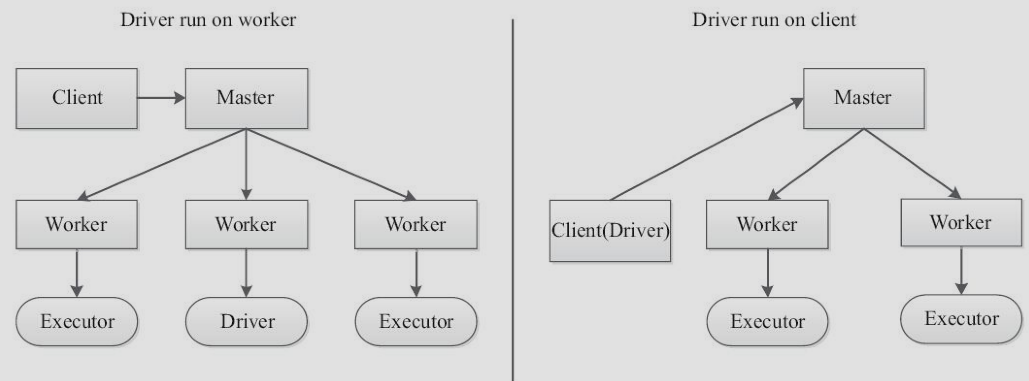 Driver run on worker
Client
Master
Worker
Worker
Worker
Executor
Driver
Executor
Driver run on client
Master
Client(Driver)
Worker
Worker
Executor
Executor